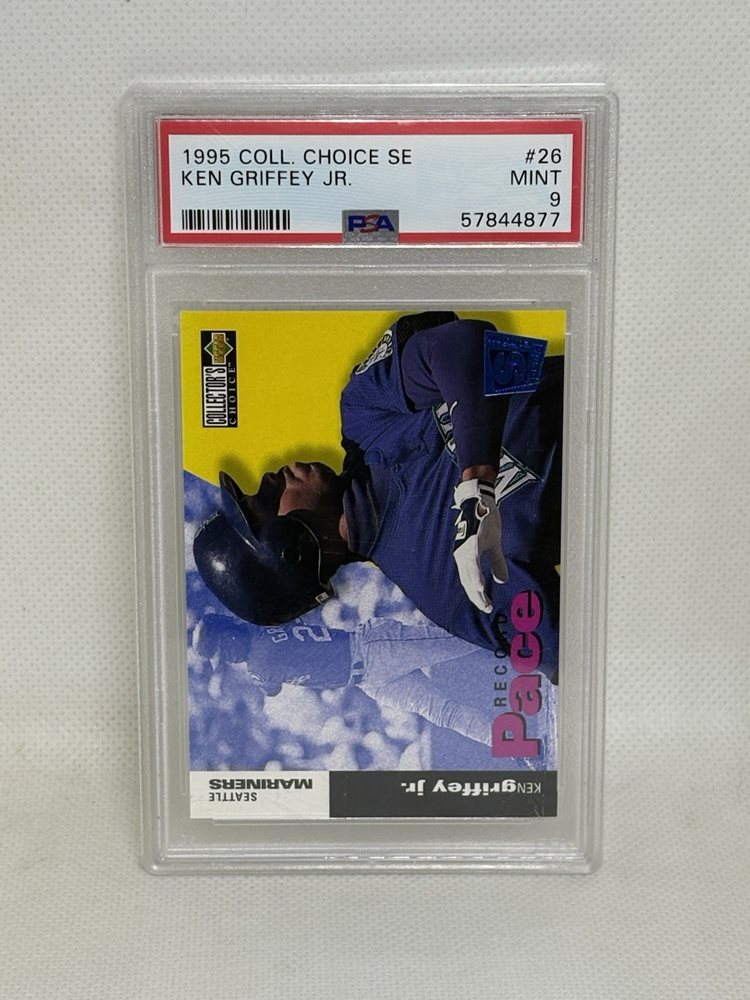 1995 COLL. CHOICE SE #26
KEN GRIFFEY JR. MINT
9
PSA 57844877
COLLECTOR'S
CHOICE™
RECORD
Pace
KEN griffey jr.
SEATTLE
MARINERS